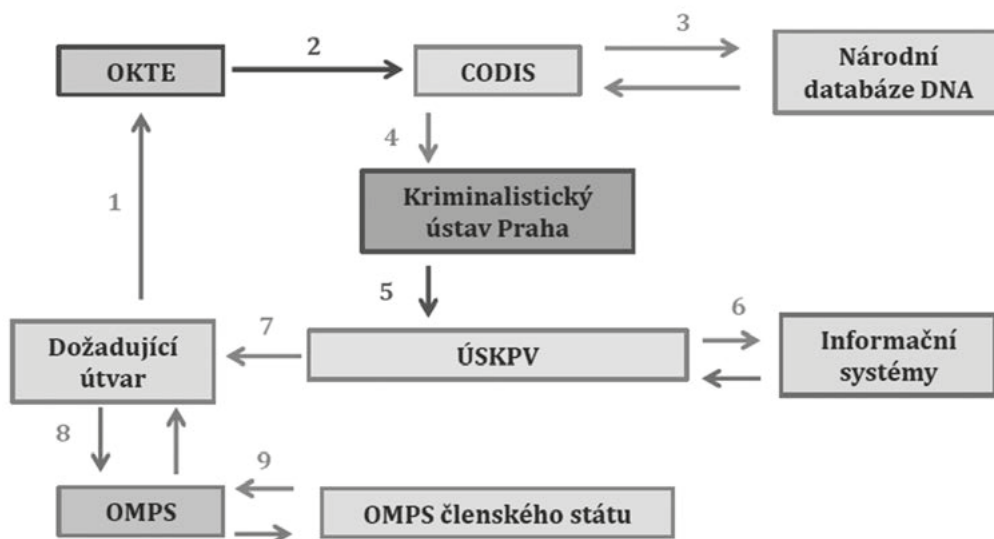 2
3
OKTE
CODIS
Národní
databáze DNA
4
1
Kriminalistický
ústav Praha
5
7
6
Dožadující
útvar
ÚSKPV
Informační
systémy
8
9
OMPS
OMPS členského státu